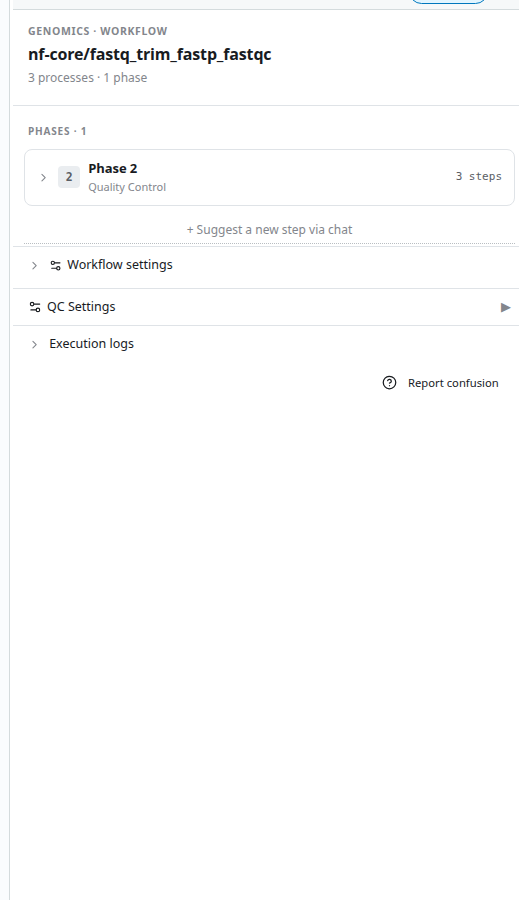 GENOMICS · WORKFLOW
nf-core/fastq_trim_fastp_fastqc
3 processes · 1 phase
PHASES · 1
2
Phase 2
3 steps
Quality Control
+ Suggest a new step via chat
Workflow settings
QC Settings
Execution logs
Report confusion